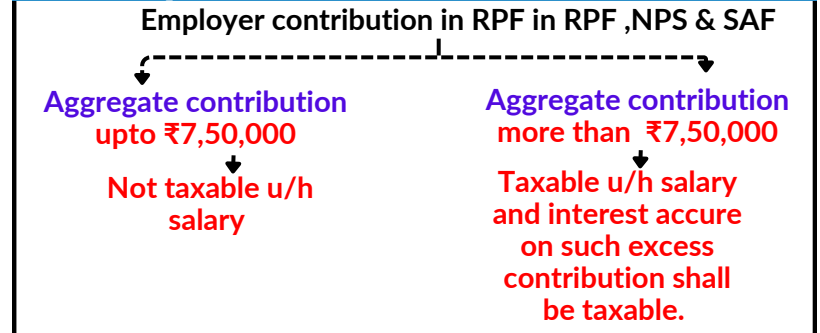 Employer contribution in RPF in RPF ,NPS & SAF
Aggregate contribution
upto ₹7,50,000
Not taxable u/h
salary
Aggregate contribution
more than ₹7,50,000
Taxable u/h salary
and interest accure
on such excess
contribution shall
be taxable.